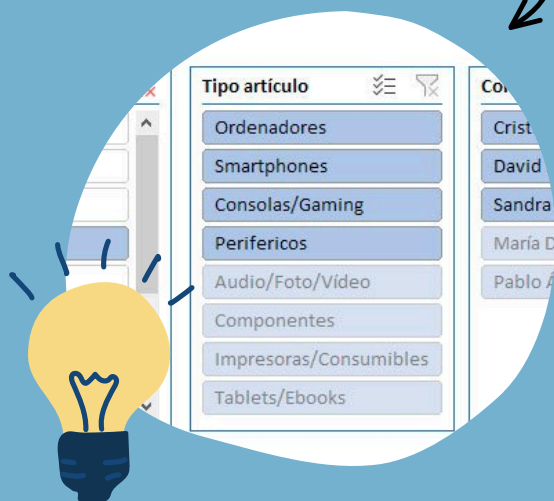 Tipo artículo
Ordenadores
Smartphones
Consolas/Gaming
Perifericos
Audio/Foto/Vídeo
Componentes
Impresoras/Consumibles
Tablets/Ebooks
David
Sandra
María
Pablo